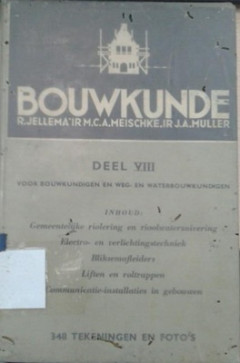 BOUWKUNDE
R.JELLEMA'IR M.C.A.MEISCHKE,IR J.A.MULLER
DEEL VIII
VOOR BOUWKUNDIGEN EN WEG- EN WATERBOUWKUNDIGEN
INHOUD:
Gemeentelijke riolering en rioolwaterzuivering
Electro- en verlichtingstechniek
Bliksemafleiders
Liften en roltrappen
Communicatie-installaties in gebouwen
348 TEKENINGEN EN FOTO'S